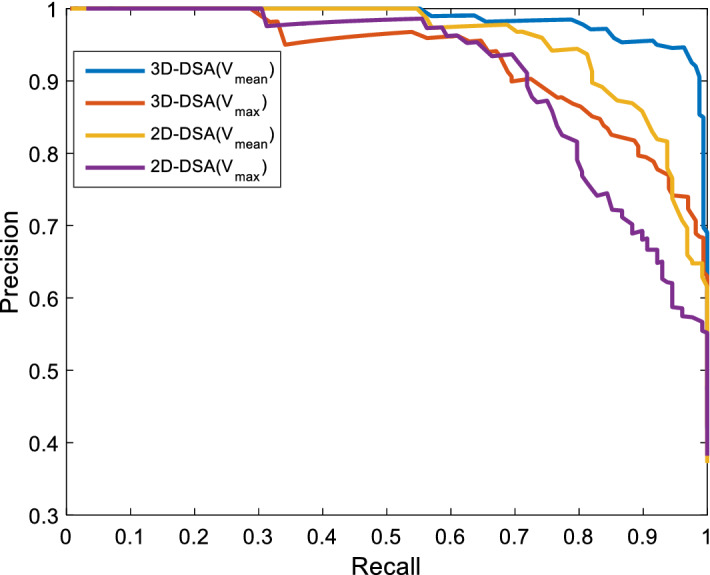 1
0.9
0.8
0.7
0.6
0.5
0.4
0.3
Precision
3D-DSA(Vmean)
3D-DSA(Vmax)
2D-DSA(Vmean)
2D-DSA(Vmax)
0 0.1 0.2 0.3 0.4 0.5 0.6 0.7 0.8 0.9 1
Recall